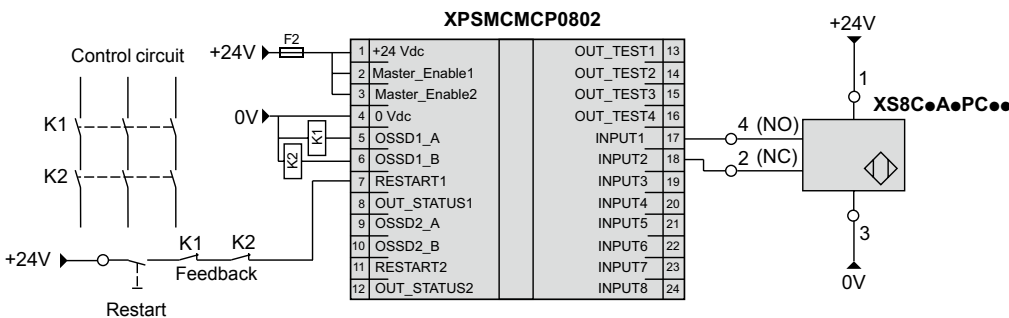 XPSMCMCP0802
+24V
F2
Control circuit
+24V
1 +24 Vdc OUT_TEST1 13
2 Master_Enable1 OUT_TEST2 14
3 Master_Enable2 OUT_TEST3 15
0V
4 0 Vdc OUT_TEST4 16
1
XS8C●A●PC●●
K1
K1
5 OSSD1_A INPUT1 17
4 (NO)
K2
6 OSSD1_B INPUT2 18
2 (NC)
K2
7 RESTART1 INPUT3 19
8 OUT_STATUS1 INPUT4 20
9 OSSD2_A INPUT5 21
10 OSSD2_B INPUT6 22
3
K1 K2
+24V
Feedback
11 RESTART2 INPUT7 23
12 OUT_STATUS2 INPUT8 24
0V
Restart